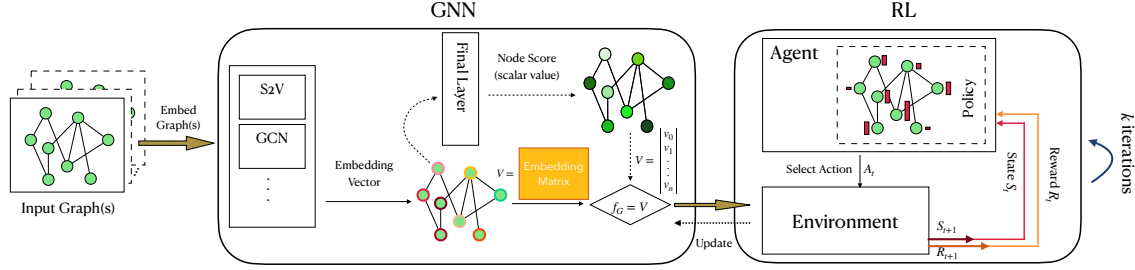 GNN
RL
Input Graph(s)
Embed
Graph(s)
S2V
GCN
.
.
.
Embedding
Vector
Final Layer
Node Score
(scalar value)
V =
Embedding
Matrix
V =
v0
v1
.
.
.
vn
fG = V
Update
Agent
Policy
Select Action
At
Environment
St+1
Rt+1
State St
Reward Rt
k iterations